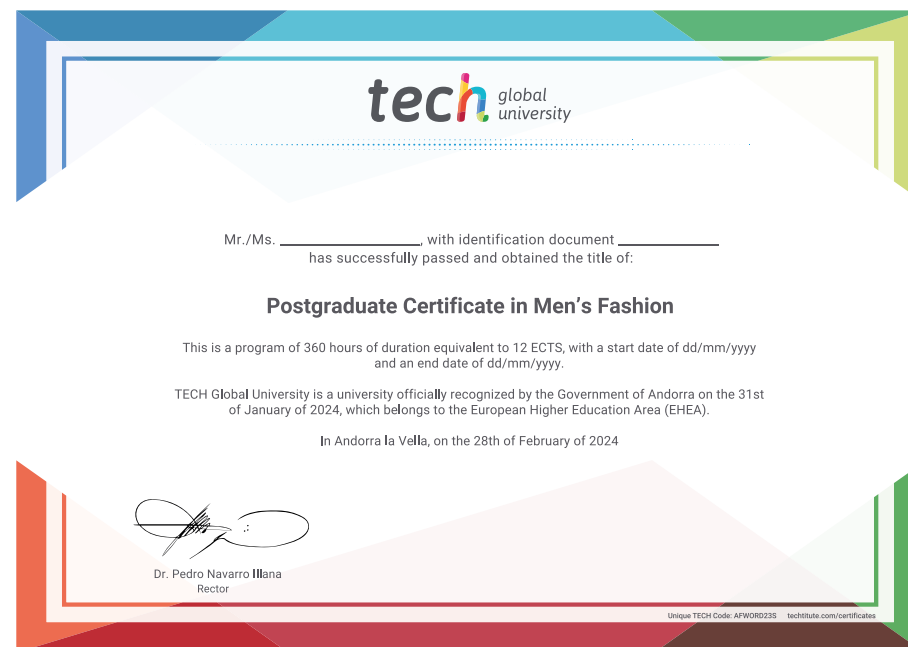 tech global university
Mr./Ms. ____________________, with identification document ______________
has successfully passed and obtained the title of:
Postgraduate Certificate in Men’s Fashion
This is a program of 360 hours of duration equivalent to 12 ECTS, with a start date of dd/mm/yyyy
and an end date of dd/mm/yyyy.
TECH Global University is a university officially recognized by the Government of Andorra on the 31st
of January of 2024, which belongs to the European Higher Education Area (EHEA).
In Andorra la Vella, on the 28th of February of 2024
Dr. Pedro Navarro Illana
Rector
Unique TECH Code: AFWORD23S techtitute.com/certificates